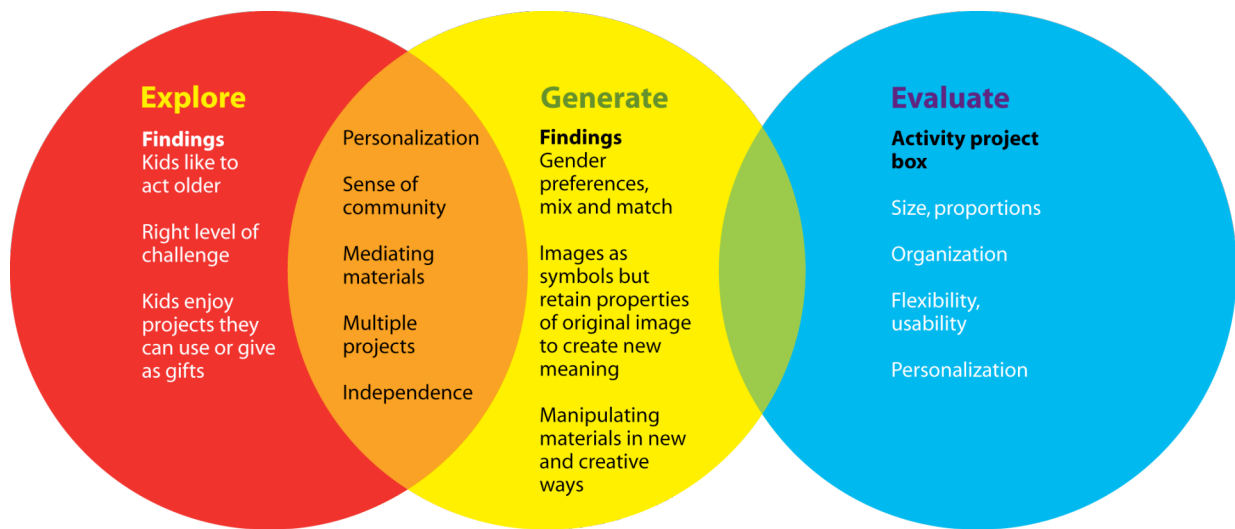 Explore
Findings
Kids like to
act older
Right level of
challenge
Kids enjoy
projects they
can use or give
as gifts
Personalization
Sense of
community
Mediating
materials
Multiple
projects
Independence
Generate
Findings
Gender
preferences,
mix and match
Images as
symbols but
retain properties
of original image
to create new
meaning
Manipulating
materials in new
and creative
ways
Evaluate
Activity project
box
Size, proportions
Organization
Flexibility,
usability
Personalization